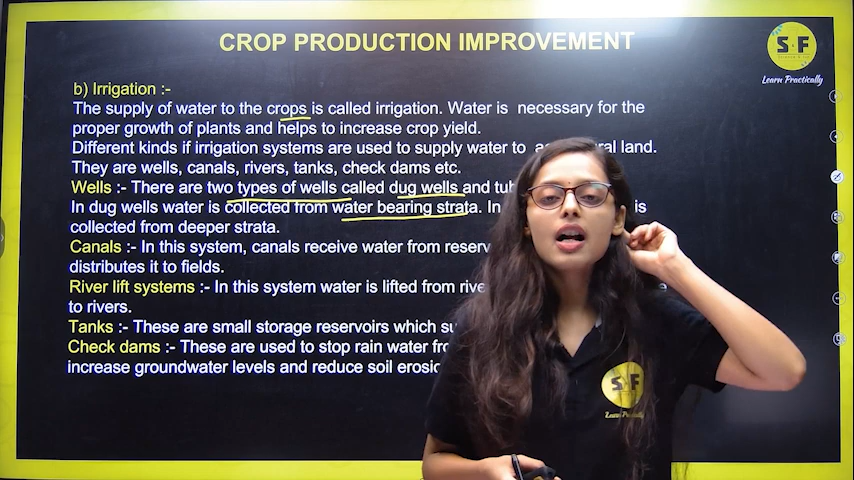 CROP PRODUCTION IMPROVEMENT
S F
Learn Practically
b) Irrigation :-
The supply of water to the crops is called irrigation. Water is necessary for the
proper growth of plants and helps to increase crop yield.
Different kinds if irrigation systems are used to supply water to land.
They are wells, canals, rivers, tanks, check dams etc.
Wells :- There are two types of wells called dug wells and
In dug wells water is collected from water bearing strata. In is
collected from deeper strata.
Canals :- In this system, canals receive water from
distributes it to fields.
River lift systems :- In this system water is lifted from
to rivers.
Tanks :- These are small storage reservoirs which
Check dams :- These are used to stop rain water
increase groundwater levels and reduce soil
S F
Learn